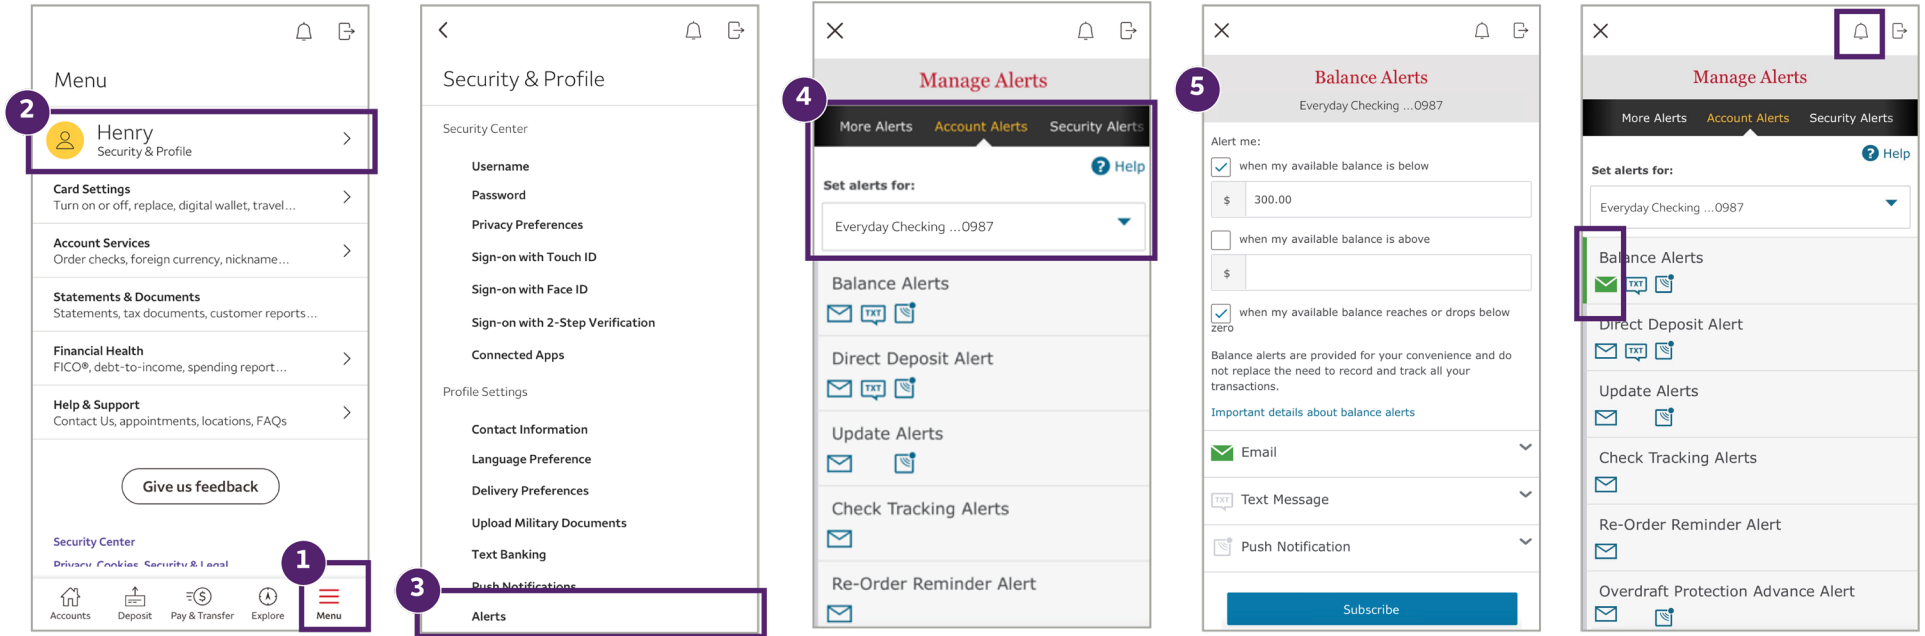 Menu
2
Henry
Security & Profile
Card Settings
Turn on or off, replace, digital wallet, travel...
Account Services
Order checks, foreign currency, nickname...
Statements & Documents
Statements, tax documents, customer reports...
Financial Health
FICO®, debt-to-income, spending report...
Help & Support
Contact Us, appointments, locations, FAQs
Give us feedback
Security Center
Privacy, Cookies, Security & Legal
1
Accounts
Deposit
Pay & Transfer
Explore
Menu
Security & Profile
Security Center
Username
Password
Privacy Preferences
Sign-on with Touch ID
Sign-on with Face ID
Sign-on with 2-Step Verification
Connected Apps
Profile Settings
Contact Information
Language Preference
Delivery Preferences
Upload Military Documents
Text Banking
Push Notifications
3
Alerts
Manage Alerts
4
More Alerts Account Alerts Security Alerts
? Help
Set alerts for:
Everyday Checking ...0987
Balance Alerts
TXT
Direct Deposit Alert
TXT
Update Alerts
Check Tracking Alerts
Re-Order Reminder Alert
5
Balance Alerts
Everyday Checking ...0987
Alert me:
when my available balance is below
$ 300.00
when my available balance is above
$
when my available balance reaches or drops below
zero
Balance alerts are provided for your convenience and do
not replace the need to record and track all your
transactions.
Important details about balance alerts
Email
TXT Text Message
Push Notification
Subscribe
Manage Alerts
More Alerts Account Alerts Security Alerts
? Help
Set alerts for:
Everyday Checking ...0987
Balance Alerts
TXT
Direct Deposit Alert
TXT
Update Alerts
Check Tracking Alerts
Re-Order Reminder Alert
Overdraft Protection Advance Alert